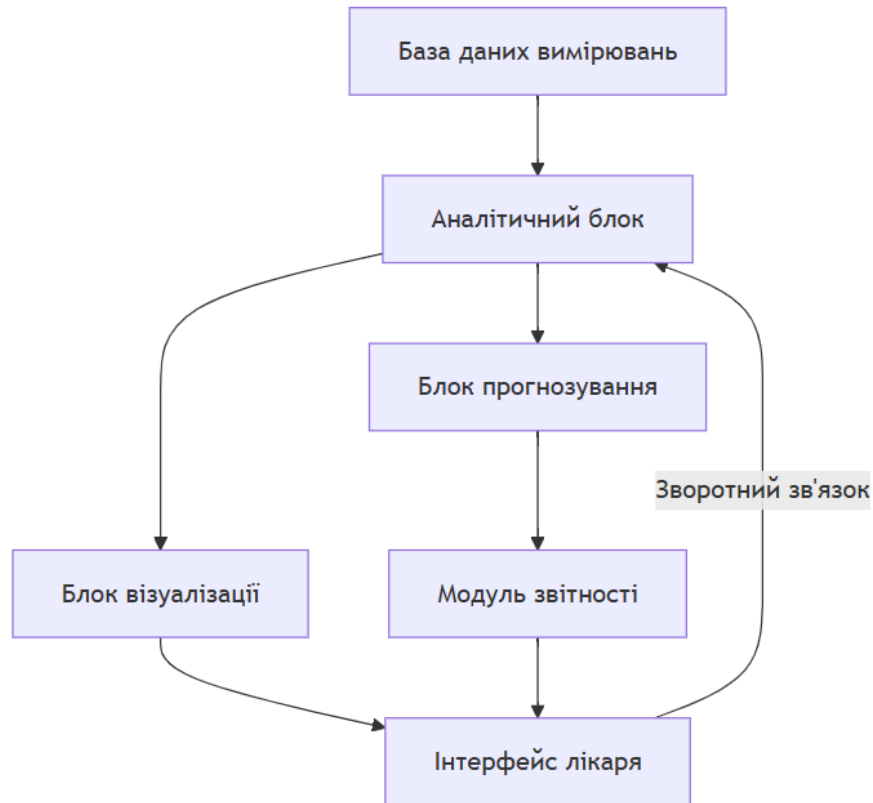 База даних вимірювань
Аналітичний блок
Блок прогнозування
Зворотний зв'язок
Блок візуалізації
Модуль звітності
Інтерфейс лікаря